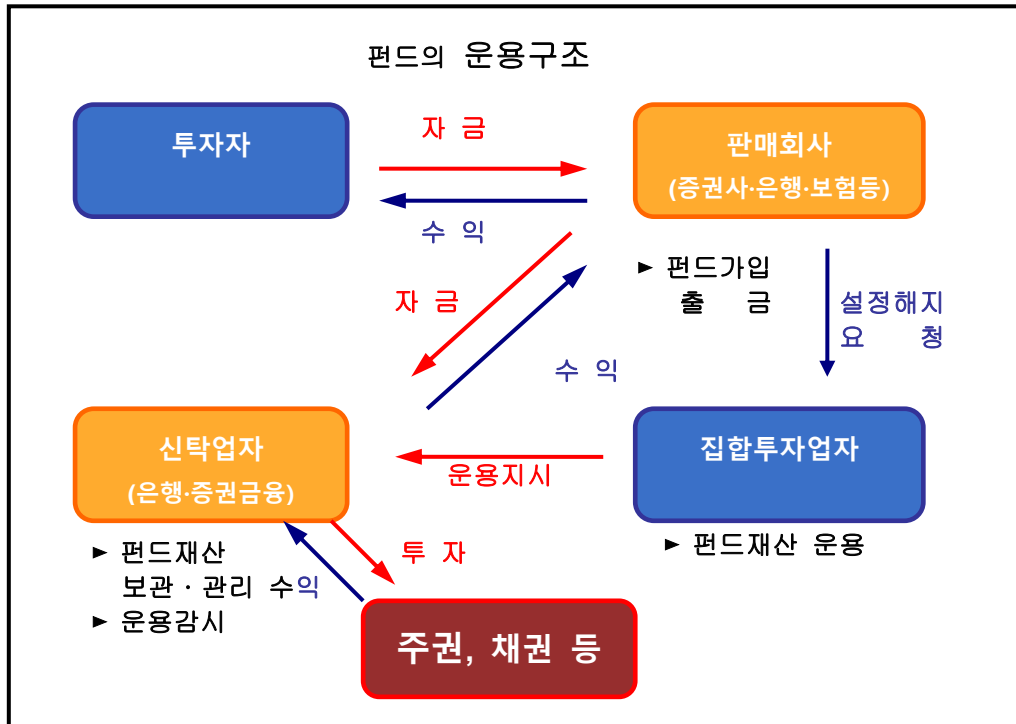 펀드의 운용구조
투자자
자 금
판매회사
(증권사·은행·보험등)
수 익
► 펀드가입
출 금
자 금
설정해지
요 청
수 익
신탁업자
(은행·증권금융)
집합투자업자
운용지시
► 펀드재산
보관·관리 수익
► 운용감시
투 자
► 펀드재산 운용
주권, 채권 등